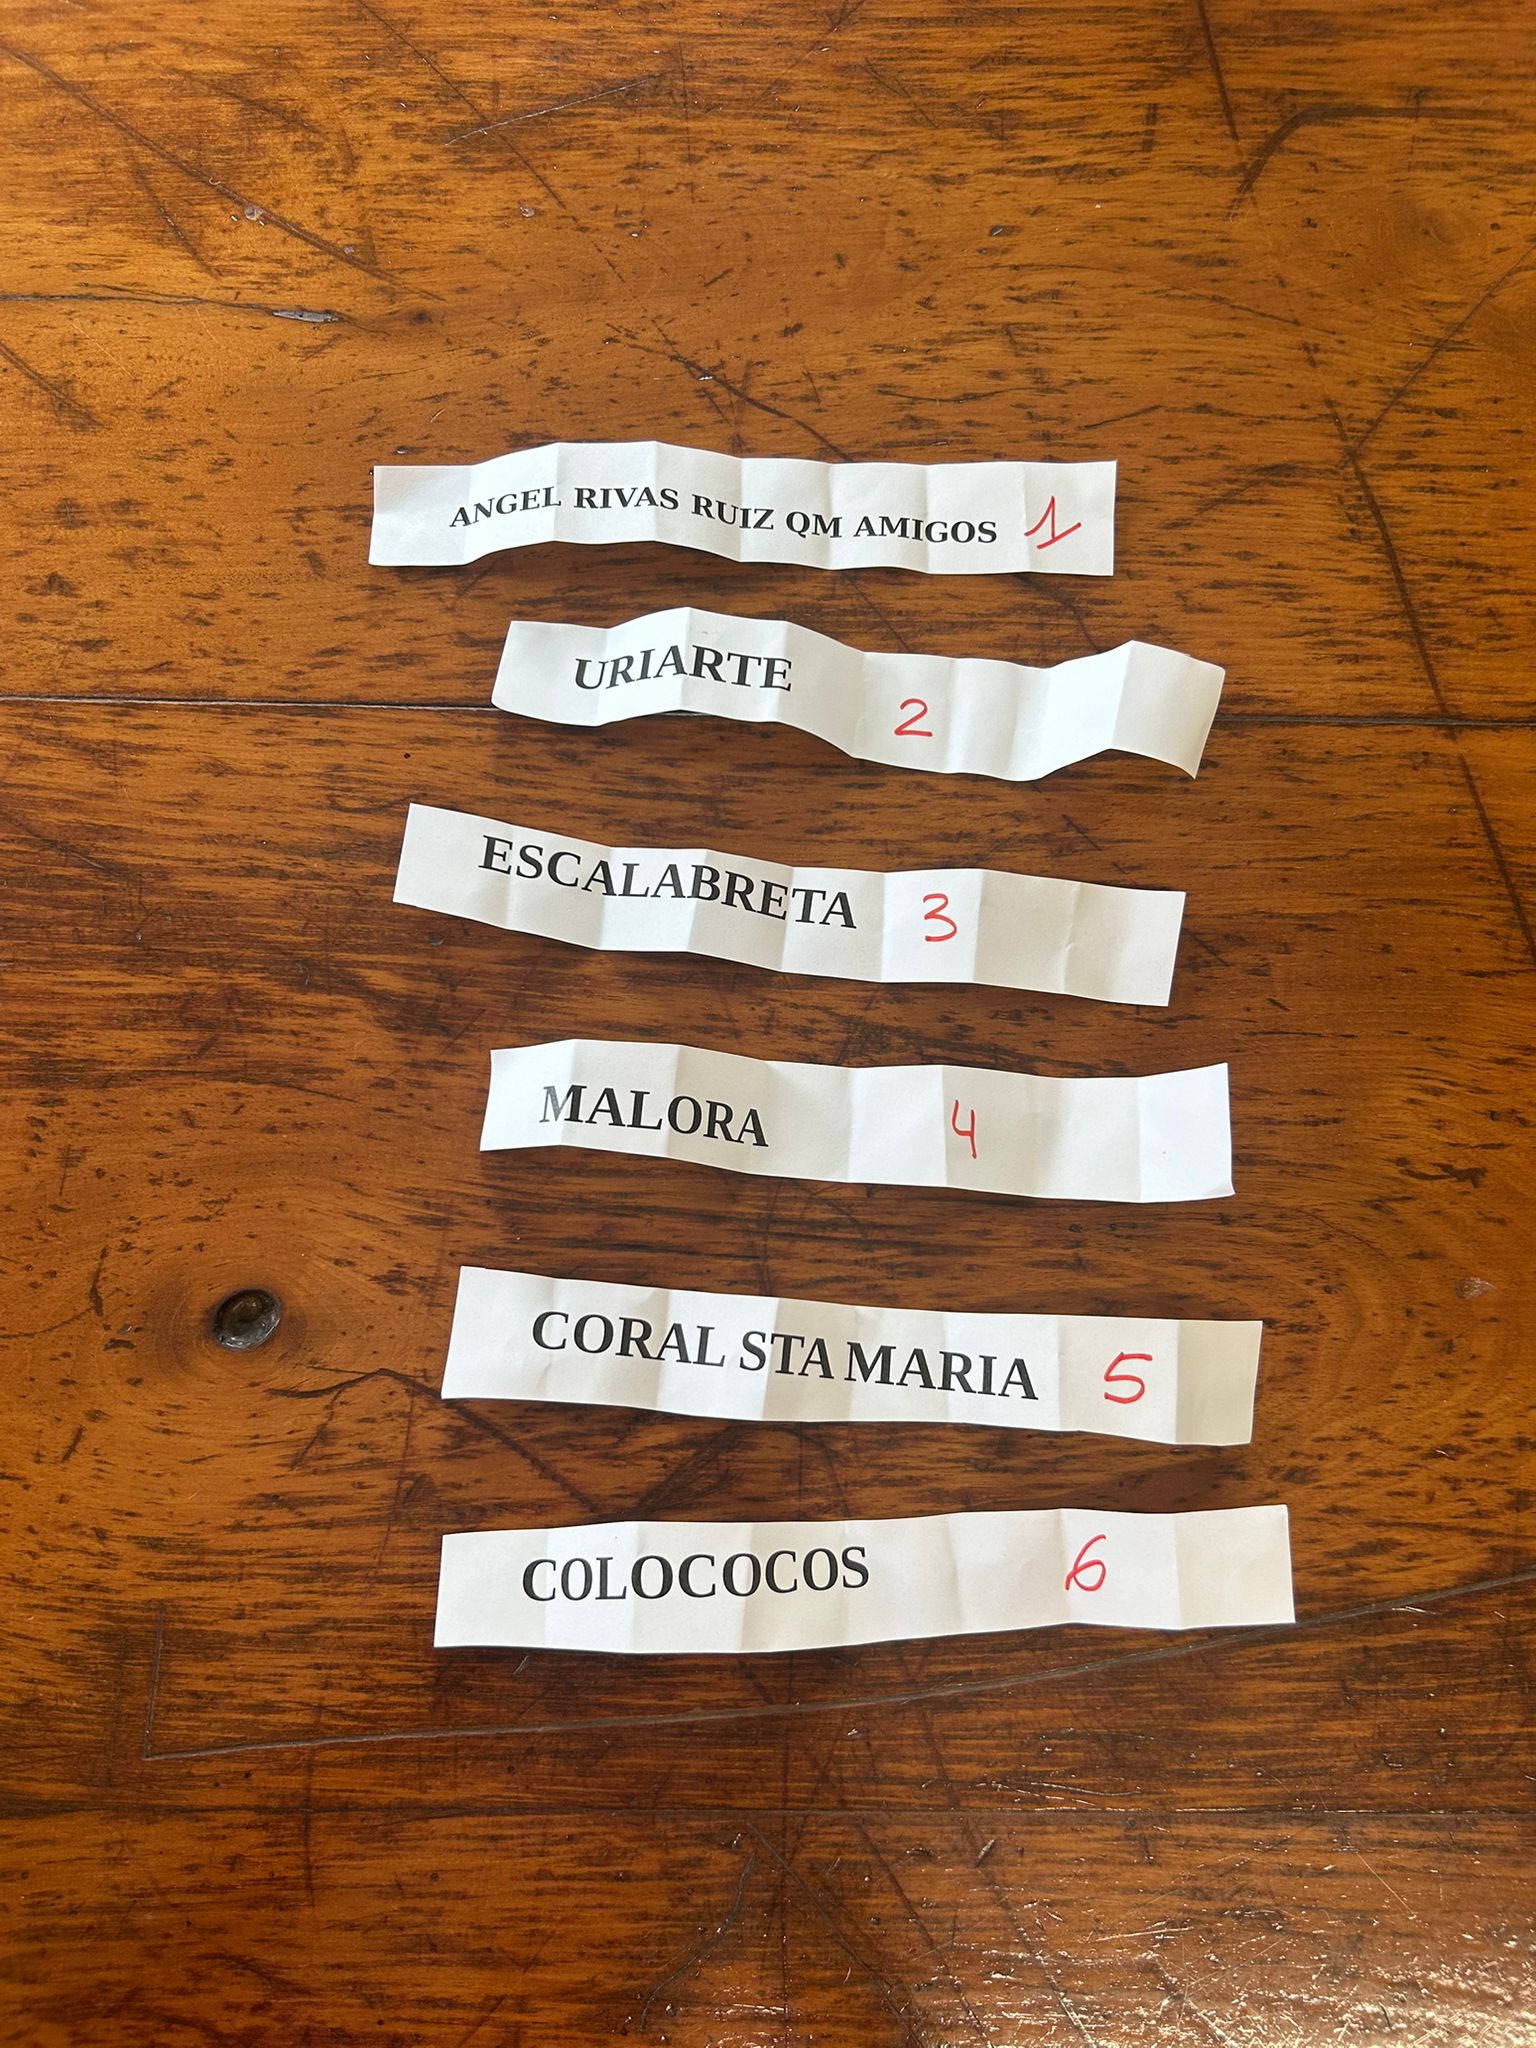 ANGEL RIVAS RUIZ QM AMIGOS 1
URIARTE 2
ESCALABRETA 3
MALORA 4
CORAL STA MARIA 5
COLOCOCOS 6